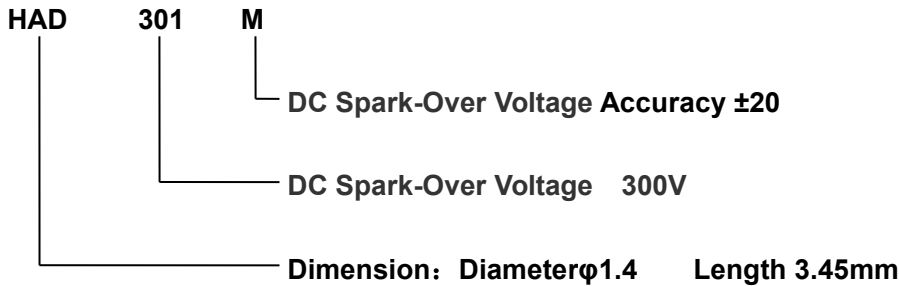 HAD 301 M
DC Spark-Over Voltage Accuracy ±20
DC Spark-Over Voltage 300V
Dimension：Diameterφ1.4 Length 3.45mm